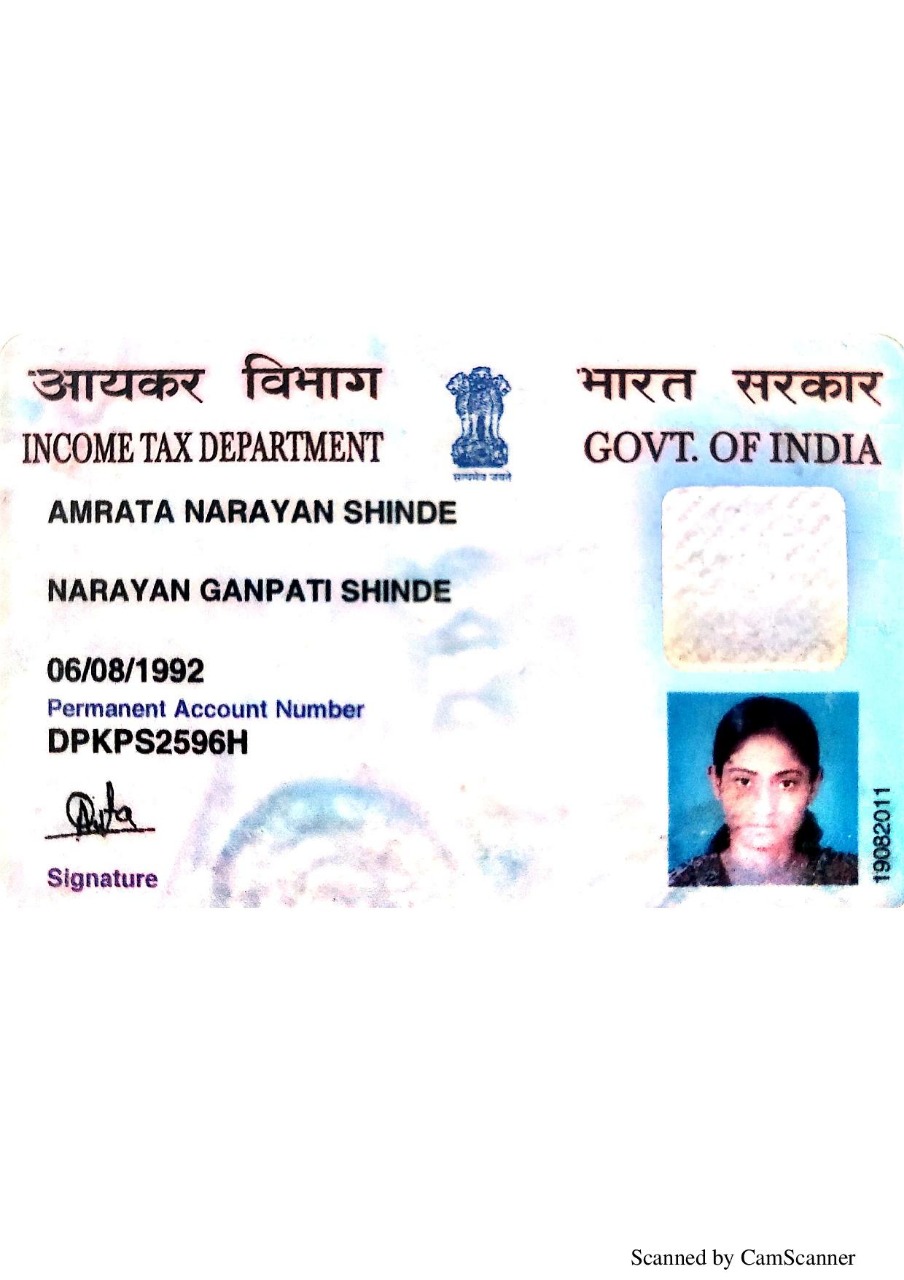 आयकर विभाग भारत सरकार
INCOME TAX DEPARTMENT GOVT. OF INDIA
सत्यमेव जयते
AMRATA NARAYAN SHINDE
NARAYAN GANPATI SHINDE
06/08/1992
Permanent Account Number
DPKPS2596H
Signature
19082011
Scanned by CamScanner